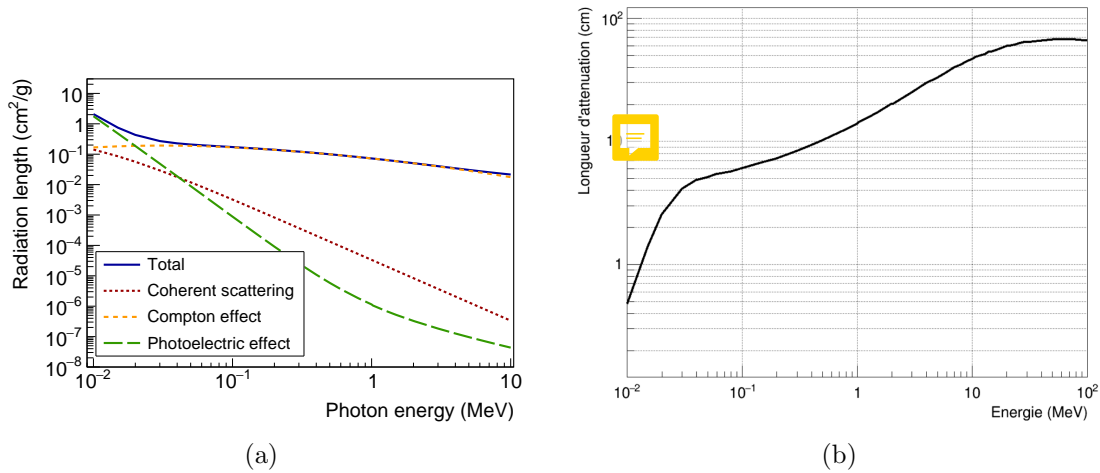 10
1
10⁻¹
10⁻²
10⁻³
10⁻⁴
10⁻⁵
10⁻⁶
10⁻⁷
10⁻⁸
Radiation length (cm²/g)
Total
Coherent scattering
Compton effect
Photoelectric effect
10⁻² 10⁻¹ 1 10
Photon energy (MeV)
(a)
10²
1
Longueur d'attenuation (cm)
10⁻² 10⁻¹ 1 10 10²
Energie (MeV)
(b)